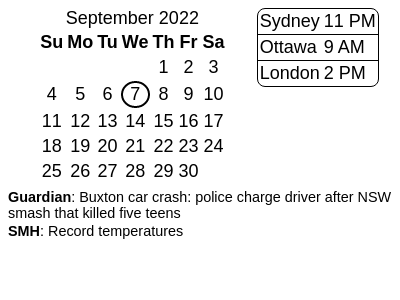 September 2022
Su Mo Tu We Th Fr Sa
1 2 3
4 5 6 7 8 9 10
11 12 13 14 15 16 17
18 19 20 21 22 23 24
25 26 27 28 29 30
Sydney 11 PM
Ottawa 9 AM
London 2 PM
Guardian: Buxton car crash: police charge driver after NSW
smash that killed five teens
SMH: Record temperatures